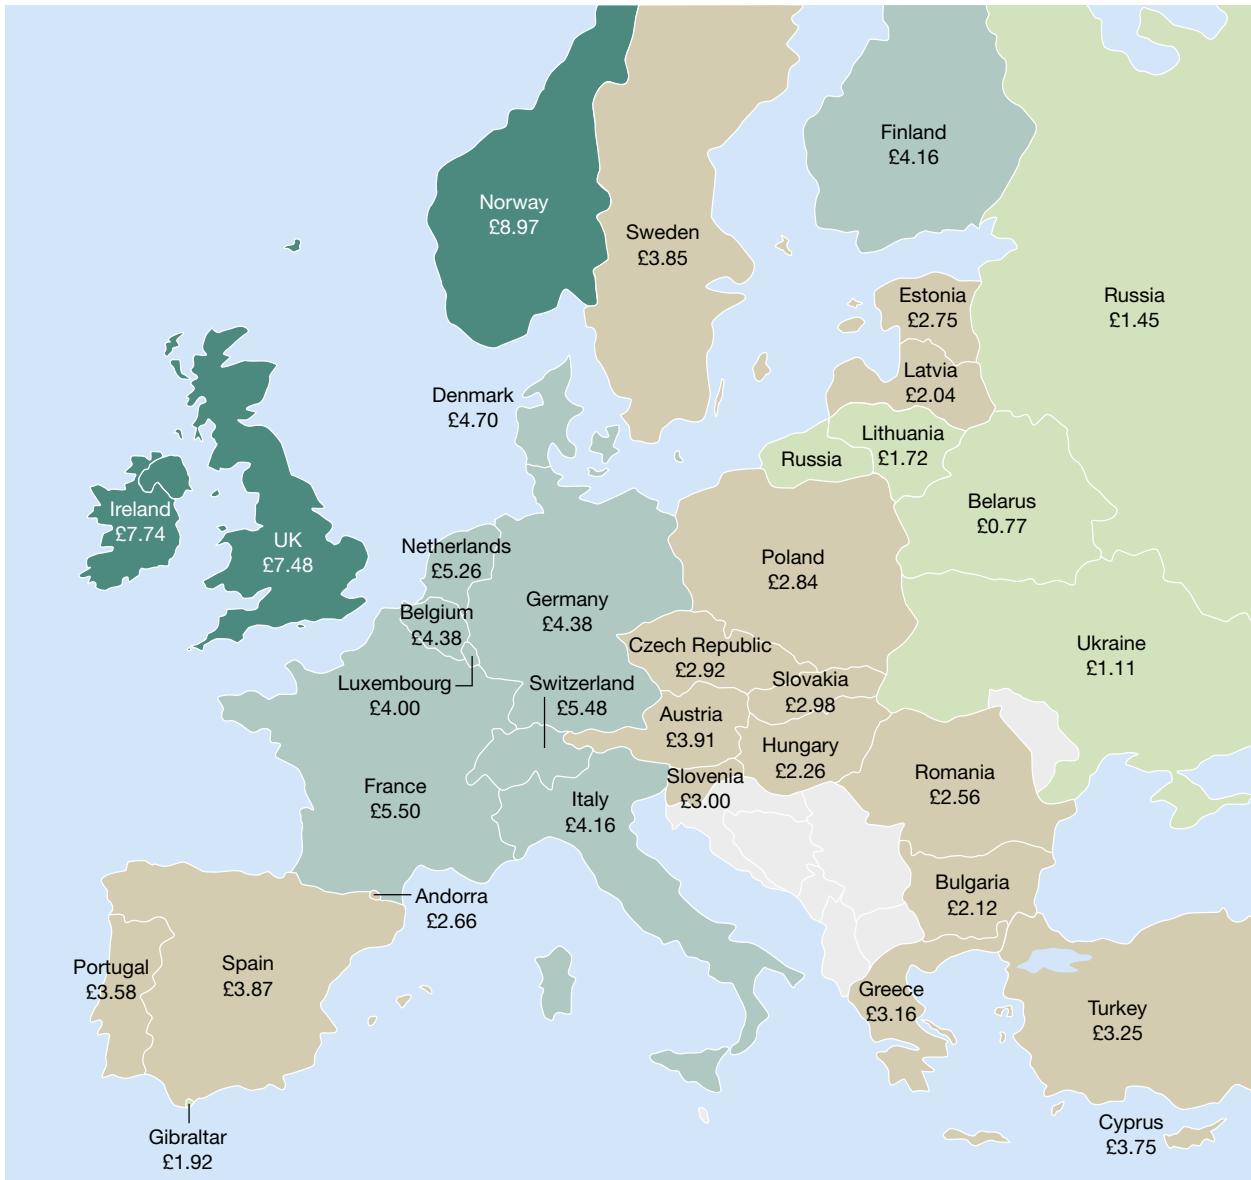 Finland
£4.16
Norway
£8.97
Sweden
£3.85
Estonia
£2.75
Russia
£1.45
Latvia
£2.04
Denmark
£4.70
Lithuania
£1.72
Russia
Belarus
£0.77
Ireland
£7.74
UK
£7.48
Netherlands
£5.26
Poland
£2.84
Belgium
£4.38
Germany
£4.38
Czech Republic
£2.92
Ukraine
£1.11
Luxembourg
£4.00
Switzerland
£5.48
Slovakia
£2.98
Austria
£3.91
Hungary
£2.26
Slovenia
£3.00
Romania
£2.56
France
£5.50
Italy
£4.16
Andorra
£2.66
Bulgaria
£2.12
Portugal
£3.58
Spain
£3.87
Greece
£3.16
Turkey
£3.25
Gibraltar
£1.92
Cyprus
£3.75